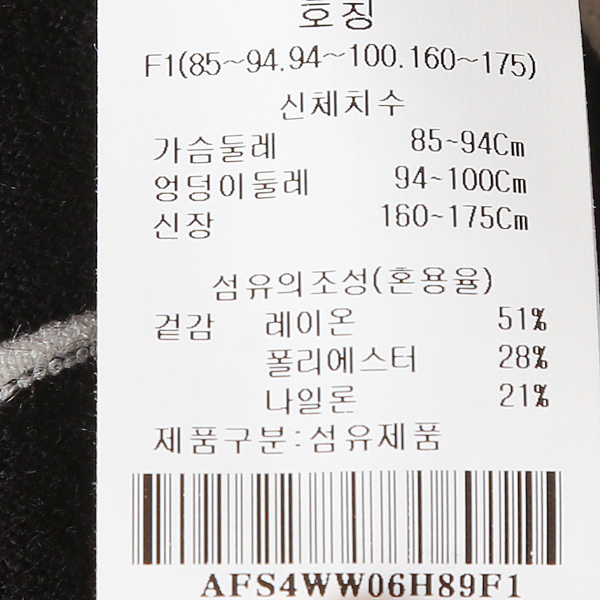 호칭
F1(85~94.94~100.160~175)
신체치수
가슴둘레 85~94Cm
엉덩이둘레 94~100Cm
신장 160~175Cm
섬유의조성(혼용율)
겉감 레이온 51%
폴리에스터 28%
나일론 21%
제품구분:섬유제품
AFS4WW06H89F1